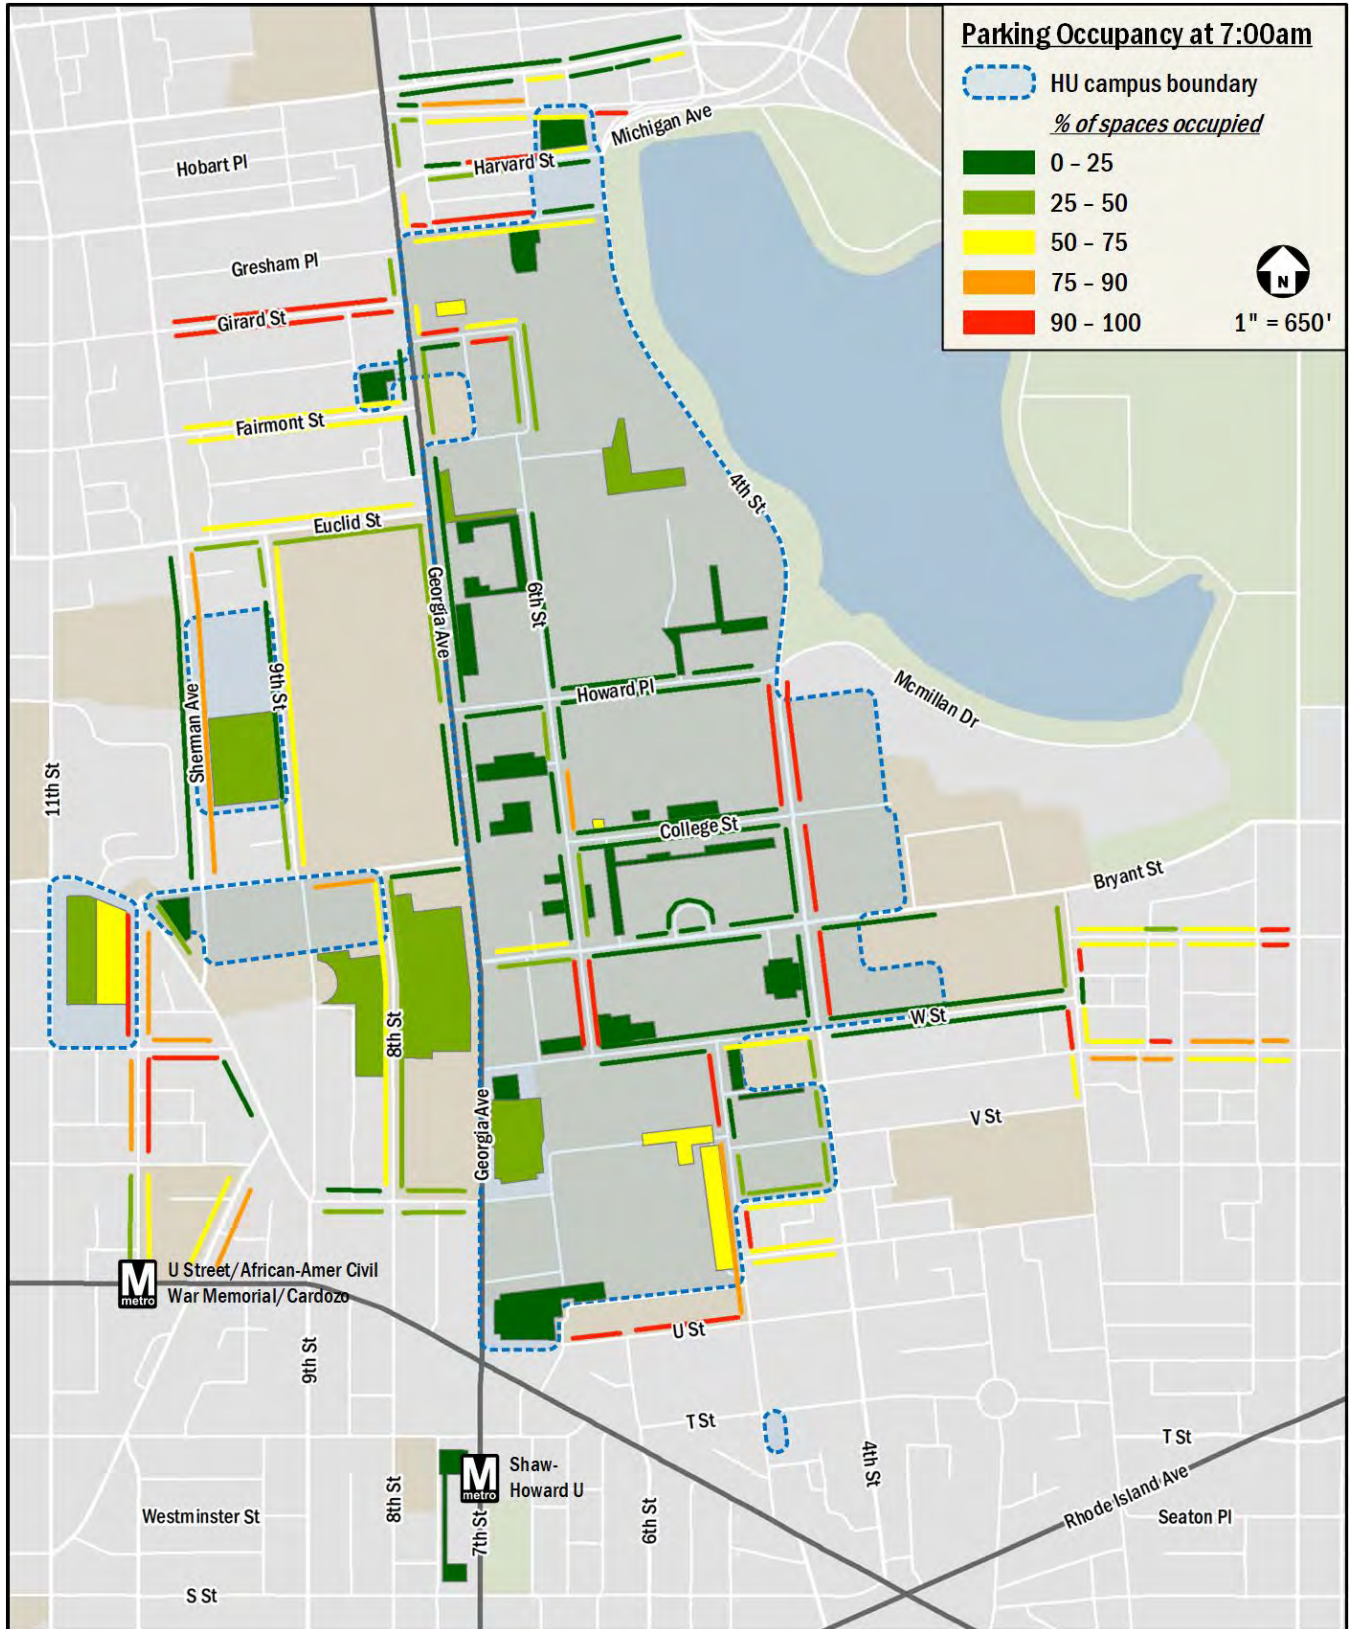 Parking Occupancy at 7:00am
HU campus boundary
% of spaces occupied
0 – 25
25 – 50
50 – 75
75 – 90
90 – 100
N
1" = 650'
Michigan Ave
Hobart Pl
Harvard St
Gresham Pl
Girard St
Fairmont St
4th St
Euclid St
Georgia Ave
6th St
Howard Pl
9th St
Mcmillan Dr
Sherman Ave
11th St
College St
Bryant St
8th St
W St
Georgia Ave
V St
M
metro
U Street/African-Amer Civil
War Memorial/Cardozo
U St
9th St
T St
T St
4th St
M
metro
Shaw-
Howard U
8th St
7th St
6th St
Rhode Island Ave
Westminster St
Seaton Pl
S St